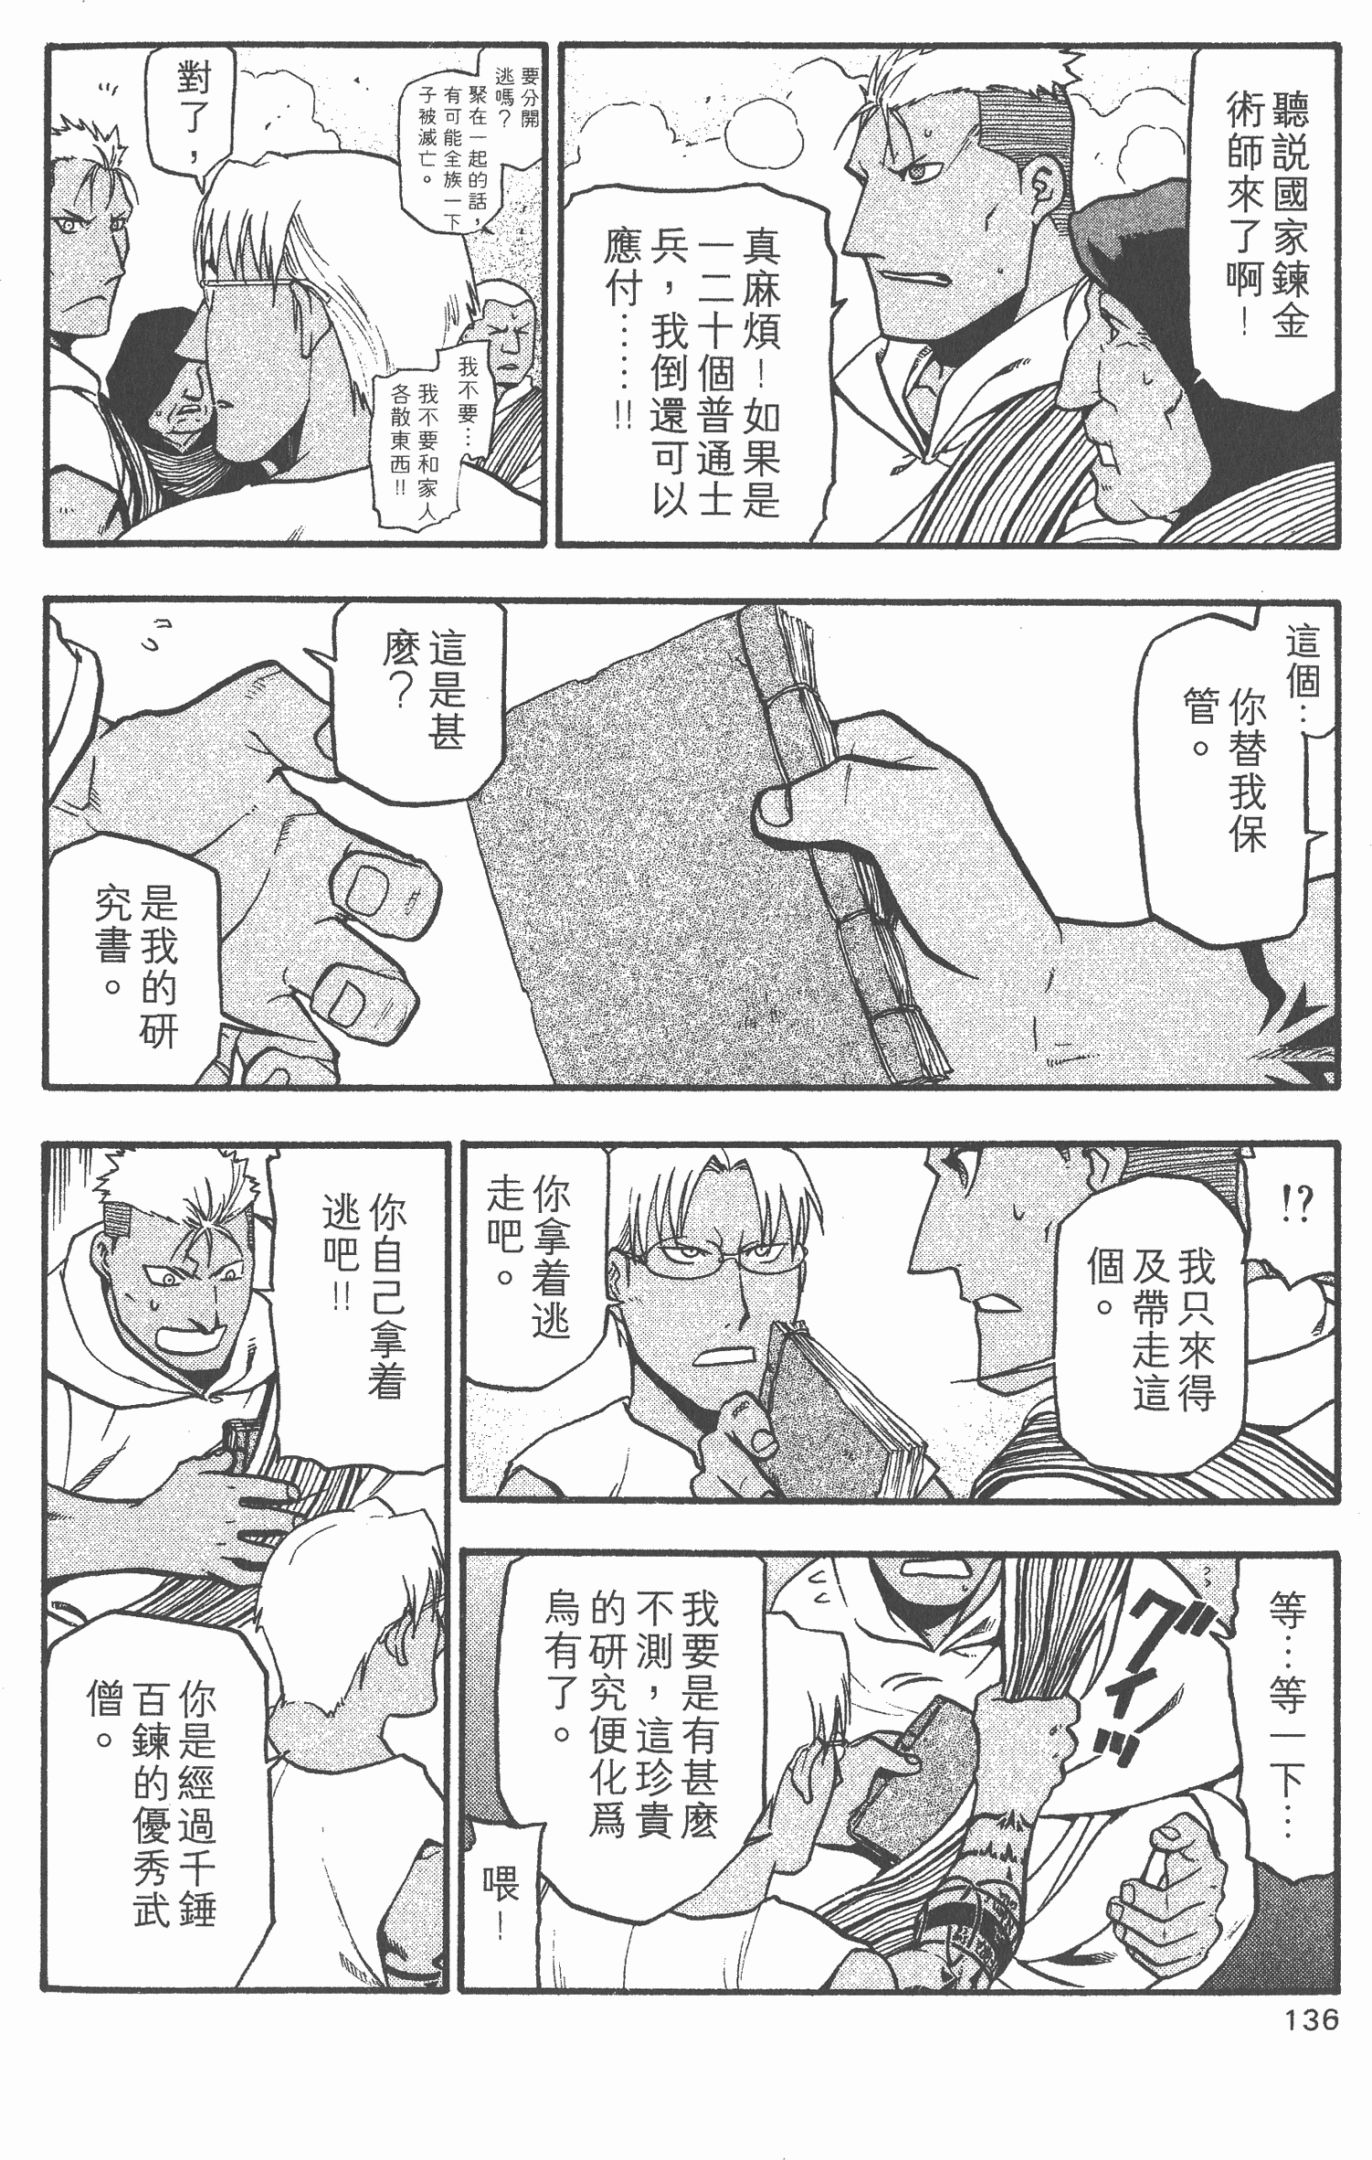 聽説國家鍊金
術師來了啊！
真麻煩！如果是
一二十個普通士
兵，我倒還可以
應付……!!
要分開
逃嗎？
聚在一起的話，
有可能全族一下
子被滅亡。
對了，
我不要…
我不要和家人
各散東西!!
這個…
你替我保
管。
這是甚
麽？
是我的研
究書。
!?
我只來得
及帶走這
個。
你拿着逃
走吧。
等…等一下…
グイッ
我要是有甚麽
不測，這珍貴
的研究便化爲
烏有了。
喂！
你自己拿着
逃吧!!
你是經過千錘
百鍊的優秀武
僧。
136